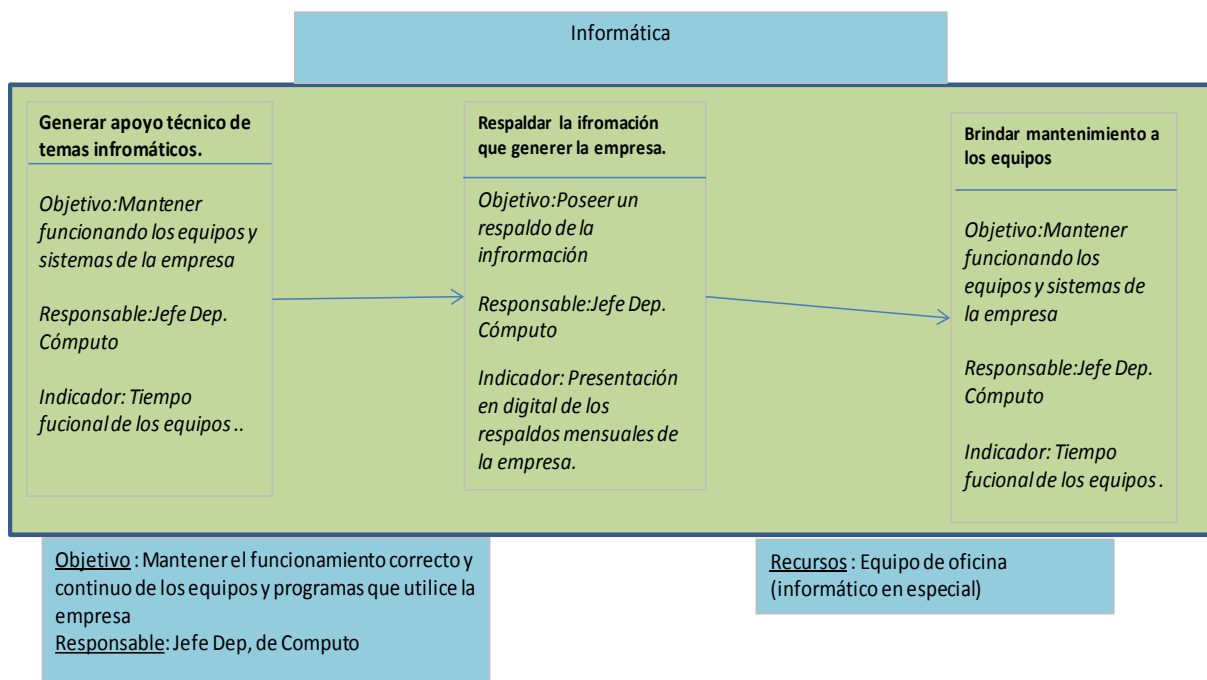 Informática
Generar apoyo técnico de
temas infromáticos.
Objetivo:Mantener
funcionando los equipos y
sistemas de la empresa
Responsable:Jefe Dep.
Cómputo
Indicador: Tiempo
fucional de los equipos ..
Respaldar la ifromación
que generer la empresa.
Objetivo:Poseer un
respaldo de la
infrormación
Responsable:Jefe Dep.
Cómputo
Indicador: Presentación
en digital de los
respaldos mensuales de
la empresa.
Brindar mantenimiento a
los equipos
Objetivo:Mantener
funcionando los
equipos y sistemas de
la empresa
Responsable:Jefe Dep.
Cómputo
Indicador: Tiempo
fucional de los equipos .
Objetivo : Mantener el funcionamiento correcto y
continuo de los equipos y programas que utilice la
empresa
Responsable: Jefe Dep, de Computo
Recursos : Equipo de oficina
(informático en especial)